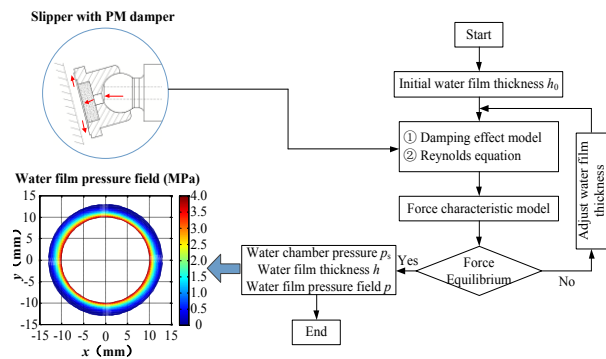 Slipper with PM damper
Start
Initial water film thickness h0
① Damping effect model
② Reynolds equation
Adjust water film
thickness
Force characteristic model
Force
Equilibrium
Yes
No
Water chamber pressure ps
Water film thickness h
Water film pressure field p
End
Water film pressure field (MPa)
15
10
5
0
-5
-10
-15
y (mm)
-15 -10 -5 0 5 10 15
x (mm)
4.0
3.5
3.0
2.5
2.0
1.5
1.0
0.5
0